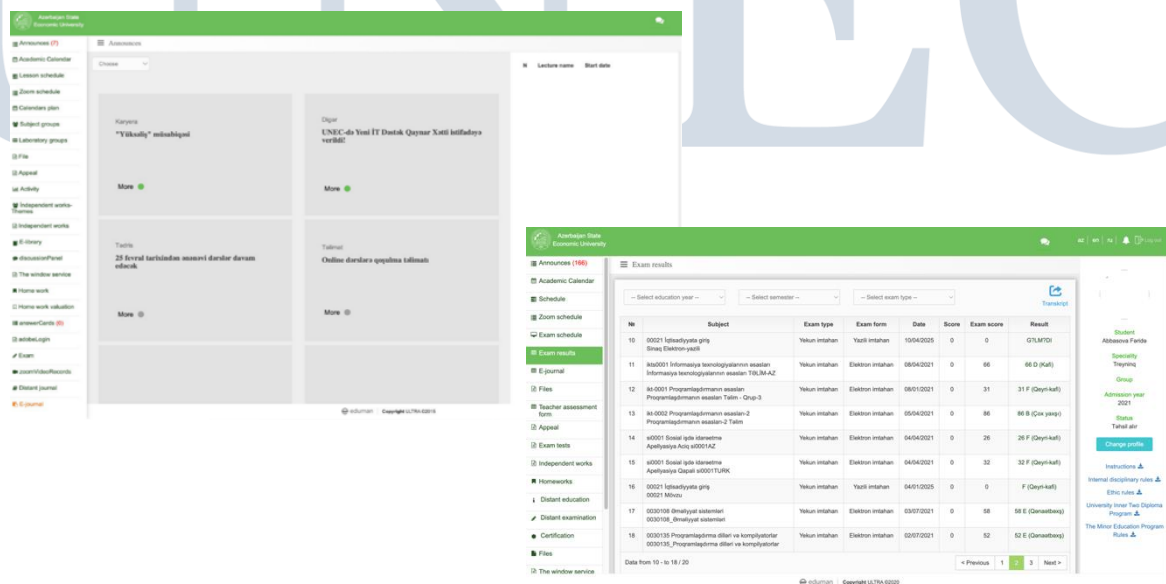 UNEC
Azerbaijan State
Economic University
Announces (7)
Academic Calendar
Lesson schedule
Zoom schedule
Calendars plan
Subject groups
Laboratory groups
File
Appeal
Activity
Independent works-
Themes
Independent works
E-library
discussionPanel
The window service
Home work
Home work valuation
answerCards (6)
adobeLogin
Exam
zoomVideoRecords
Distant journal
E-journal
Announces
Choose
Karyera
"Yüksəliş" müsabiqəsi
More
Digər
UNEC-də Yeni İT Dəstək Qaynar Xətti istifadəyə
verildi!
More
Tədris
25 fevral tarixindən ənənəvi dərslər davam
edəcək
More
Təlimat
Online dərslərə qoşulma təlimatı
More
# Lecture name Start date
eduman Copyright ULTRA ©2015
Azerbaijan State
Economic University
az | en | ru | Log out
Announces (166)
Academic Calendar
Schedule
Zoom schedule
Exam schedule
Exam results
E-journal
Files
Teacher assessment
form
Appeal
Exam tests
Independent works
Homeworks
Distant education
Distant examination
Certification
Files
The window service
Exam results
-- Select education year --
-- Select semester --
-- Select exam type --
Transkript
№ Subject Exam type Exam form Date Score Exam score Result
10 00021 İqtisadiyyata giriş Yekun imtahan Yazılı imtahan 10/04/2025 0 0 G?LM?DI
Sınaq Elektron-yazılı
11 ikts0001 İnformasiya texnologiyalarının əsasları Yekun imtahan Elektron imtahan 08/04/2021 0 66 66 D (Kafi)
İnformasiya texnologiyalarının əsasları TƏLİM-AZ
12 ikt-0001 Proqramlaşdırmanın əsasları Yekun imtahan Elektron imtahan 08/01/2021 0 31 31 F (Qeyri-kafi)
Proqramlaşdırmanın əsasları Təlim - Qrup-3
13 ikt-0002 Proqramlaşdırmanın əsasları-2 Yekun imtahan Elektron imtahan 05/04/2021 0 86 86 B (Çox yaxşı)
Proqramlaşdırmanın əsasları-2 Təlim
14 si0001 Sosial işdə idarəetmə Yekun imtahan Elektron imtahan 04/04/2021 0 26 26 F (Qeyri-kafi)
Apellyasiya Açıq si0001AZ
15 si0001 Sosial işdə idarəetmə Yekun imtahan Elektron imtahan 04/04/2021 0 32 32 F (Qeyri-kafi)
Apellyasiya Qapalı si0001TURK
16 00021 İqtisadiyyata giriş Yekun imtahan Yazılı imtahan 04/01/2025 0 0 F (Qeyri-kafi)
00021 Mövzu
17 0030108 Əməliyyat sistemləri Yekun imtahan Elektron imtahan 03/07/2021 0 58 58 E (Qənaətbəxş)
0030108_Əməliyyat sistemləri
18 0030135 Proqramlaşdırma dilləri və kompilyatorlar Yekun imtahan Elektron imtahan 02/07/2021 0 52 52 E (Qənaətbəxş)
0030135_Proqramlaşdırma dilləri və kompilyatorlar
Data from 10 - to 18 / 20
< Previous 1 2 3 Next >
Student
Abbasova Fəridə
Speciality
Treyninq
Group
Admission year
2021
Status
Təhsil alır
Change profile
Instructions
Internal disciplinary rules
Ethic rules
University Inner Two Diploma
Program
The Minor Education Program
Rules
eduman Copyright ULTRA ©2020